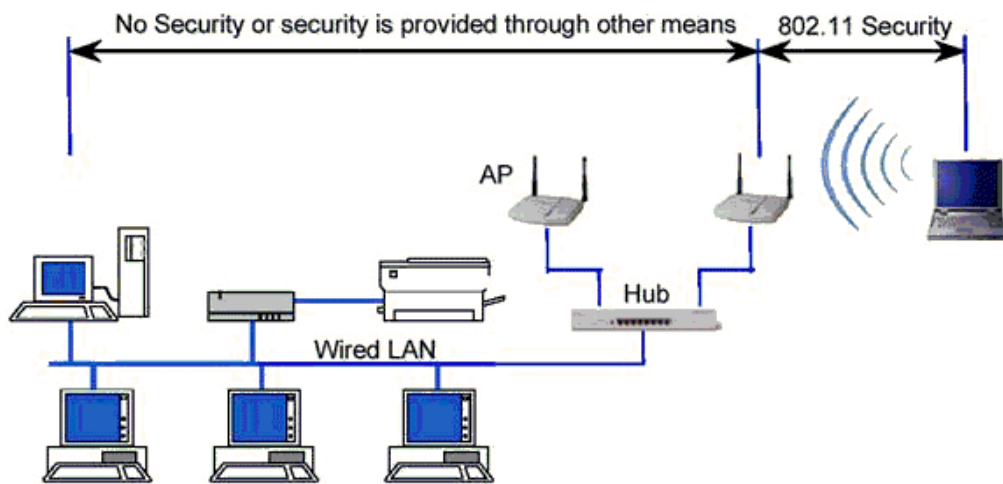 No Security or security is provided through other means
802.11 Security
AP
Hub
Wired LAN